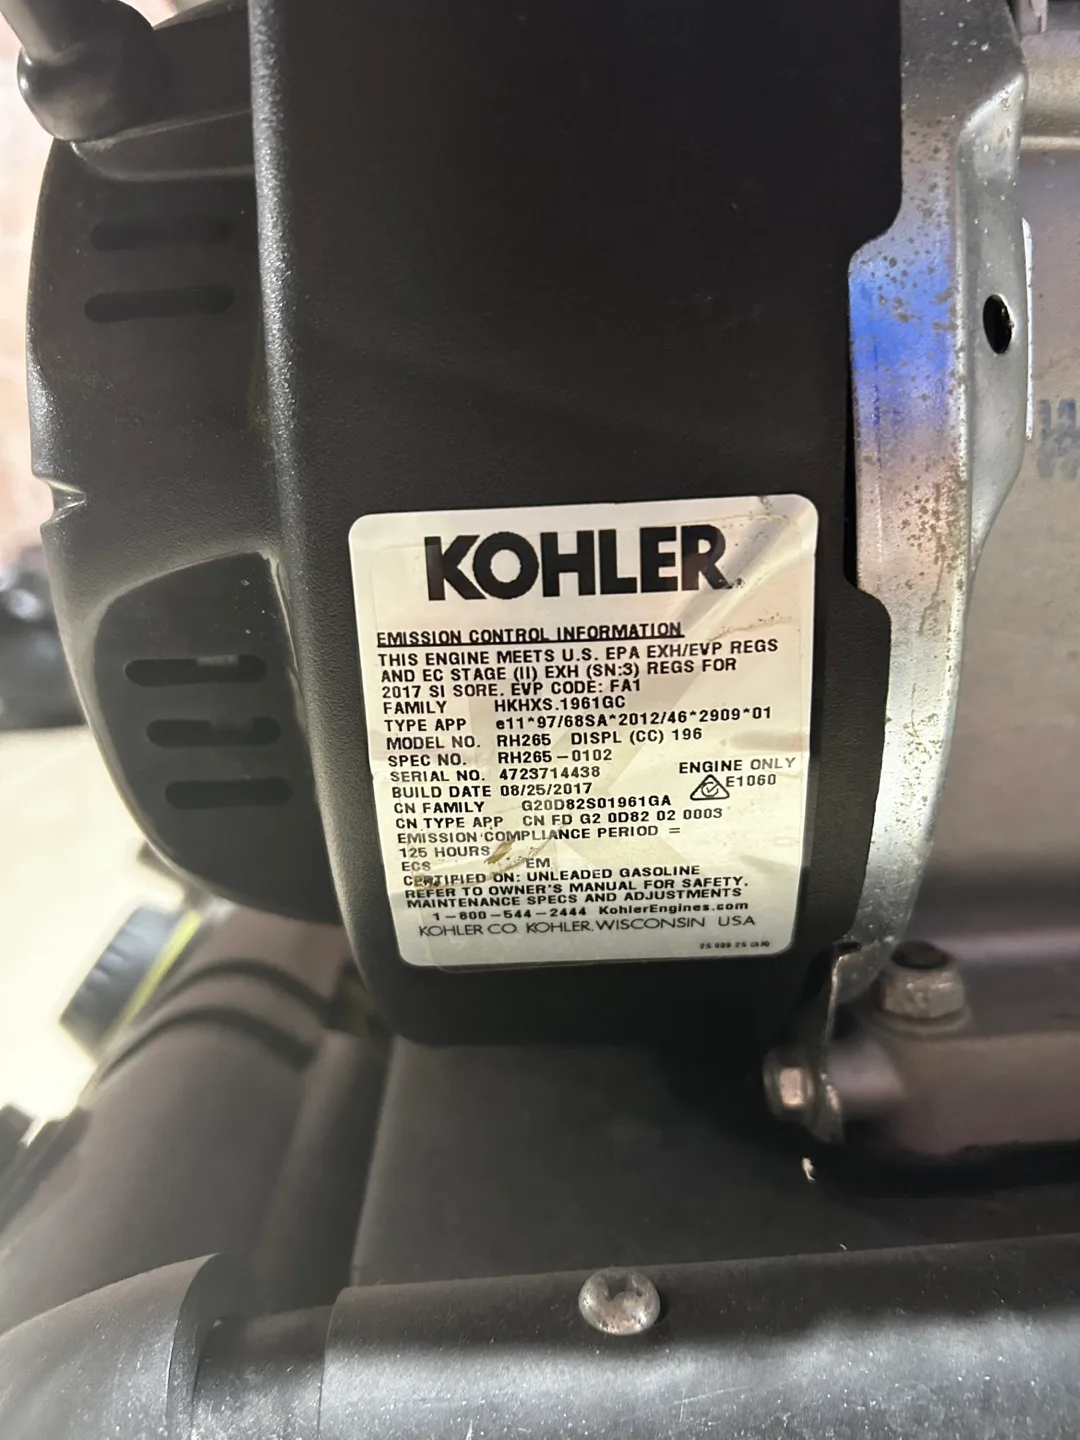 KOHLER
EMISSION CONTROL INFORMATION
THIS ENGINE MEETS U.S. EPA EXH/EVP REGS
AND EC STAGE (II) EXH (SN:3) REGS FOR
2017 SI SORE. EVP CODE: FA1
FAMILY HKHXS.1961GC
TYPE APP e11*97/68SA*2012/46*2909*01
MODEL NO. RH265 DISPL (CC) 196
SPEC NO. RH265-0102
SERIAL NO. 4723714438 ENGINE ONLY
BUILD DATE 08/25/2017 E1060
CN FAMILY G20D82S01961GA
CN TYPE APP CN FD G2 0D82 02 0003
EMISSION COMPLIANCE PERIOD =
125 HOURS
ECS EM
CERTIFIED ON: UNLEADED GASOLINE
REFER TO OWNER'S MANUAL FOR SAFETY,
MAINTENANCE SPECS AND ADJUSTMENTS
1-800-544-2444 KohlerEngines.com
KOHLER CO. KOHLER, WISCONSIN USA